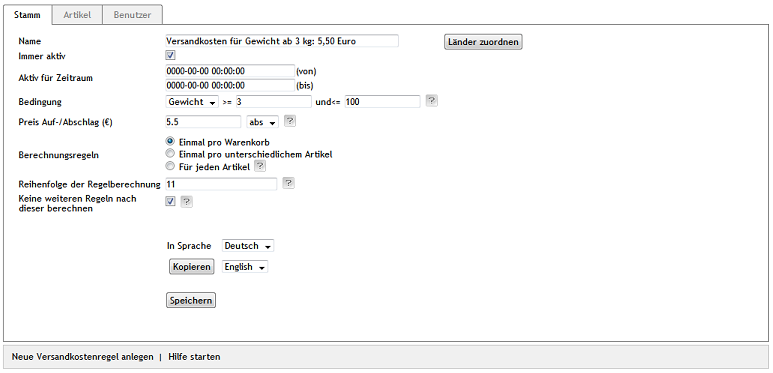 Stamm Artikel Benutzer
Name Versandkosten für Gewicht ab 3 kg: 5,50 Euro Länder zuordnen
Immer aktiv
Aktiv für Zeitraum
0000-00-00 00:00:00 (von)
0000-00-00 00:00:00 (bis)
Bedingung Gewicht >= 3 und<= 100 ?
Preis Auf-/Abschlag (€) 5.5 abs ?
Berechnungsregeln
Einmal pro Warenkorb
Einmal pro unterschiedlichem Artikel
Für jeden Artikel ?
Reihenfolge der Regelberechnung 11 ?
Keine weiteren Regeln nach
dieser berechnen ?
In Sprache Deutsch
Kopieren English
Speichern
Neue Versandkostenregel anlegen | Hilfe starten